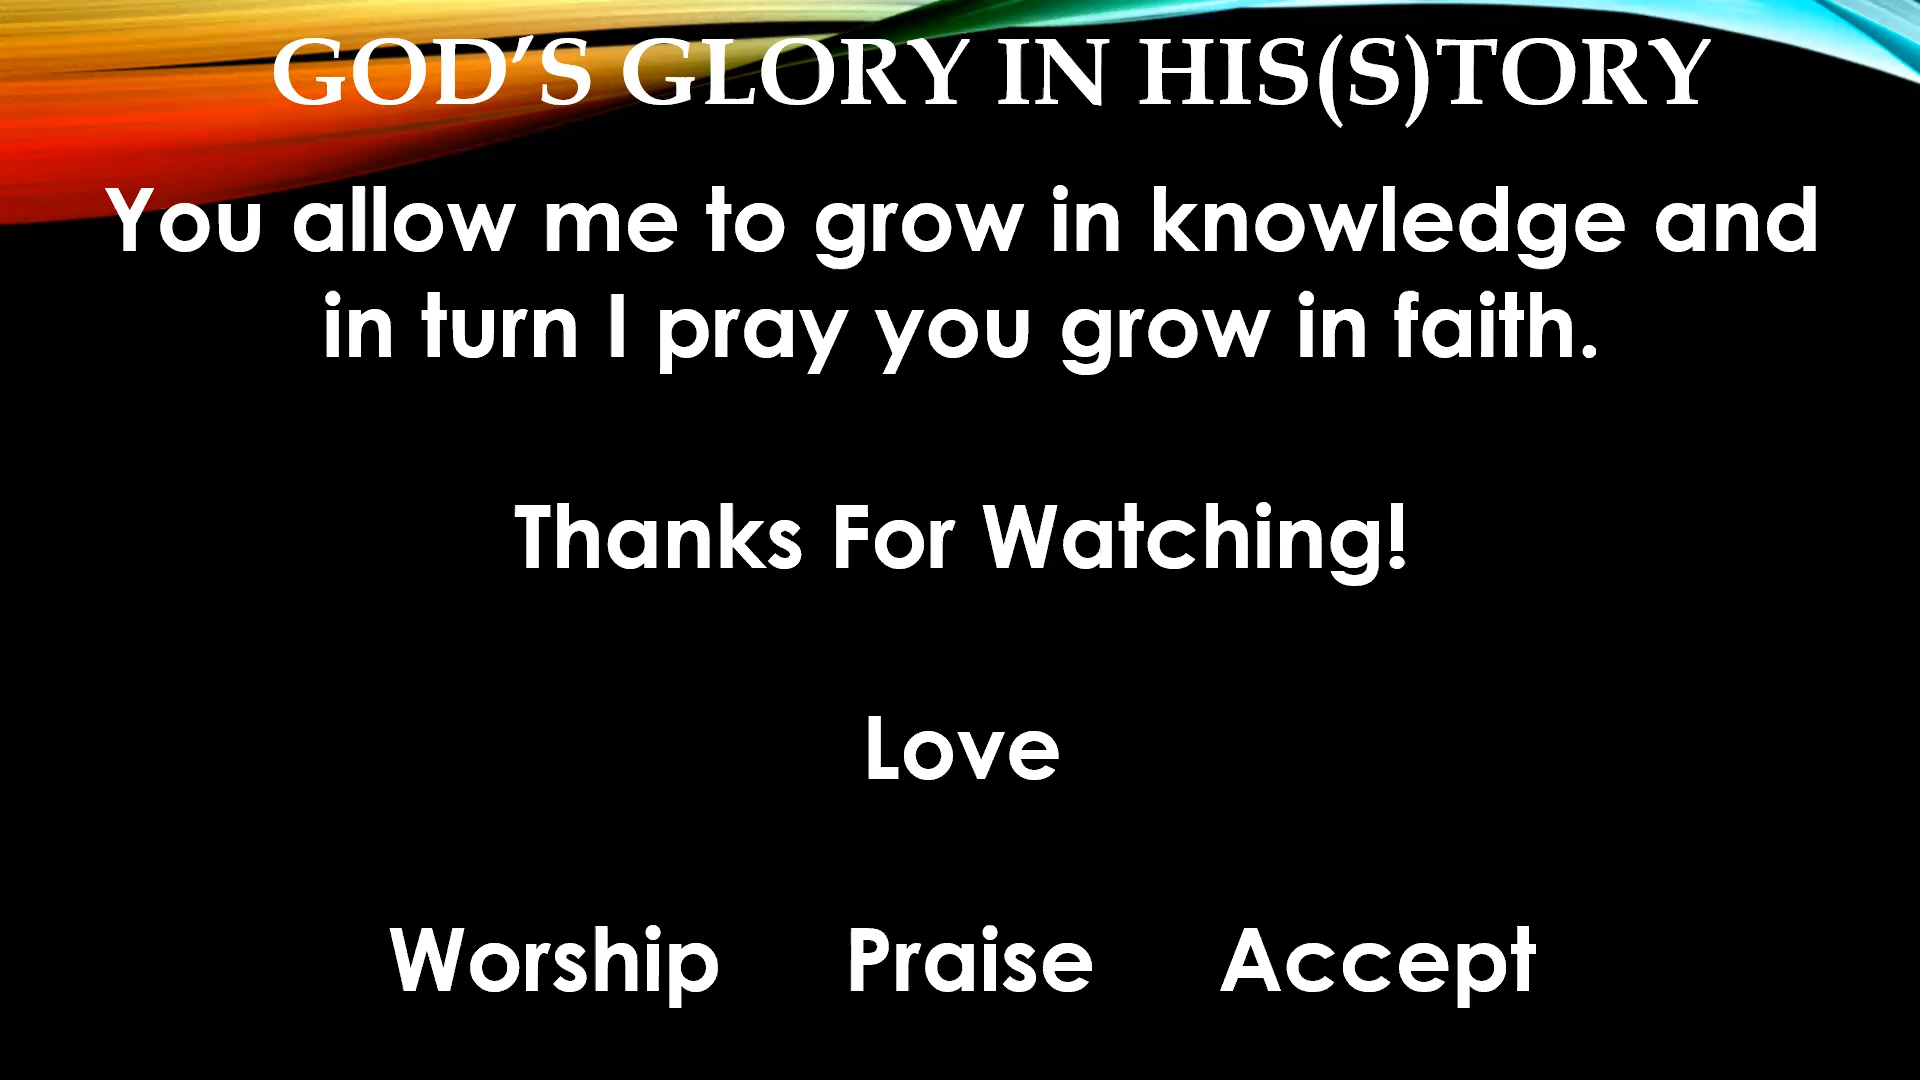 GOD’S GLORY IN HIS(S)TORY
You allow me to grow in knowledge and
in turn I pray you grow in faith.
Thanks For Watching!
Love
Worship Praise Accept